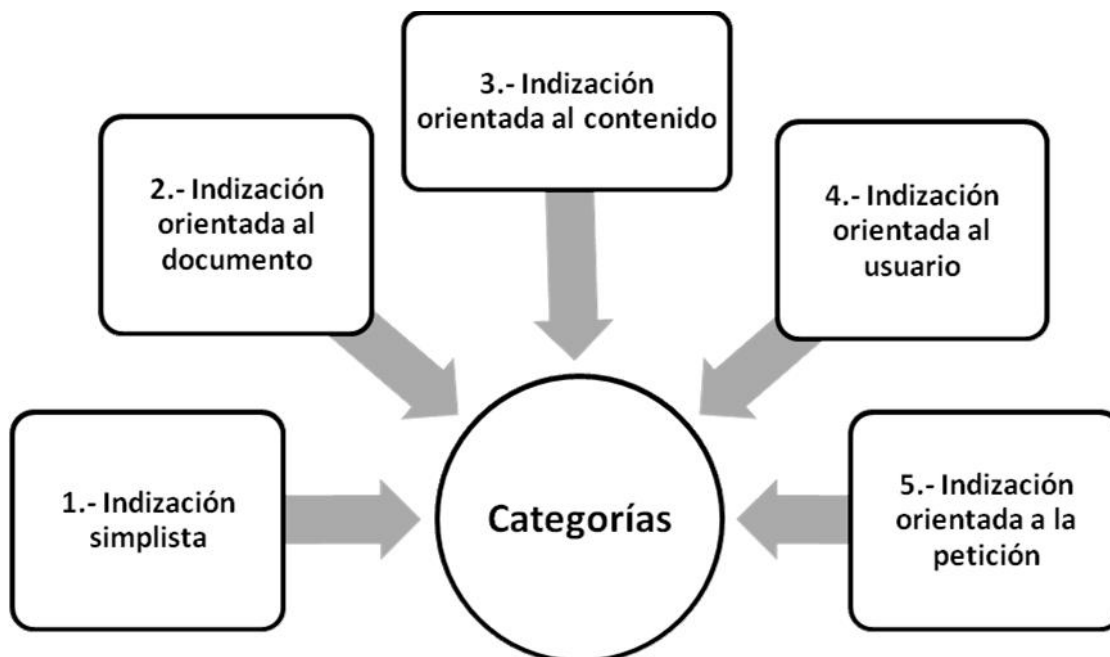 1.- Indización
simplista
2.- Indización
orientada al
documento
3.- Indización
orientada al contenido
4.- Indización
orientada al
usuario
5.- Indización
orientada a la
petición
Categorías